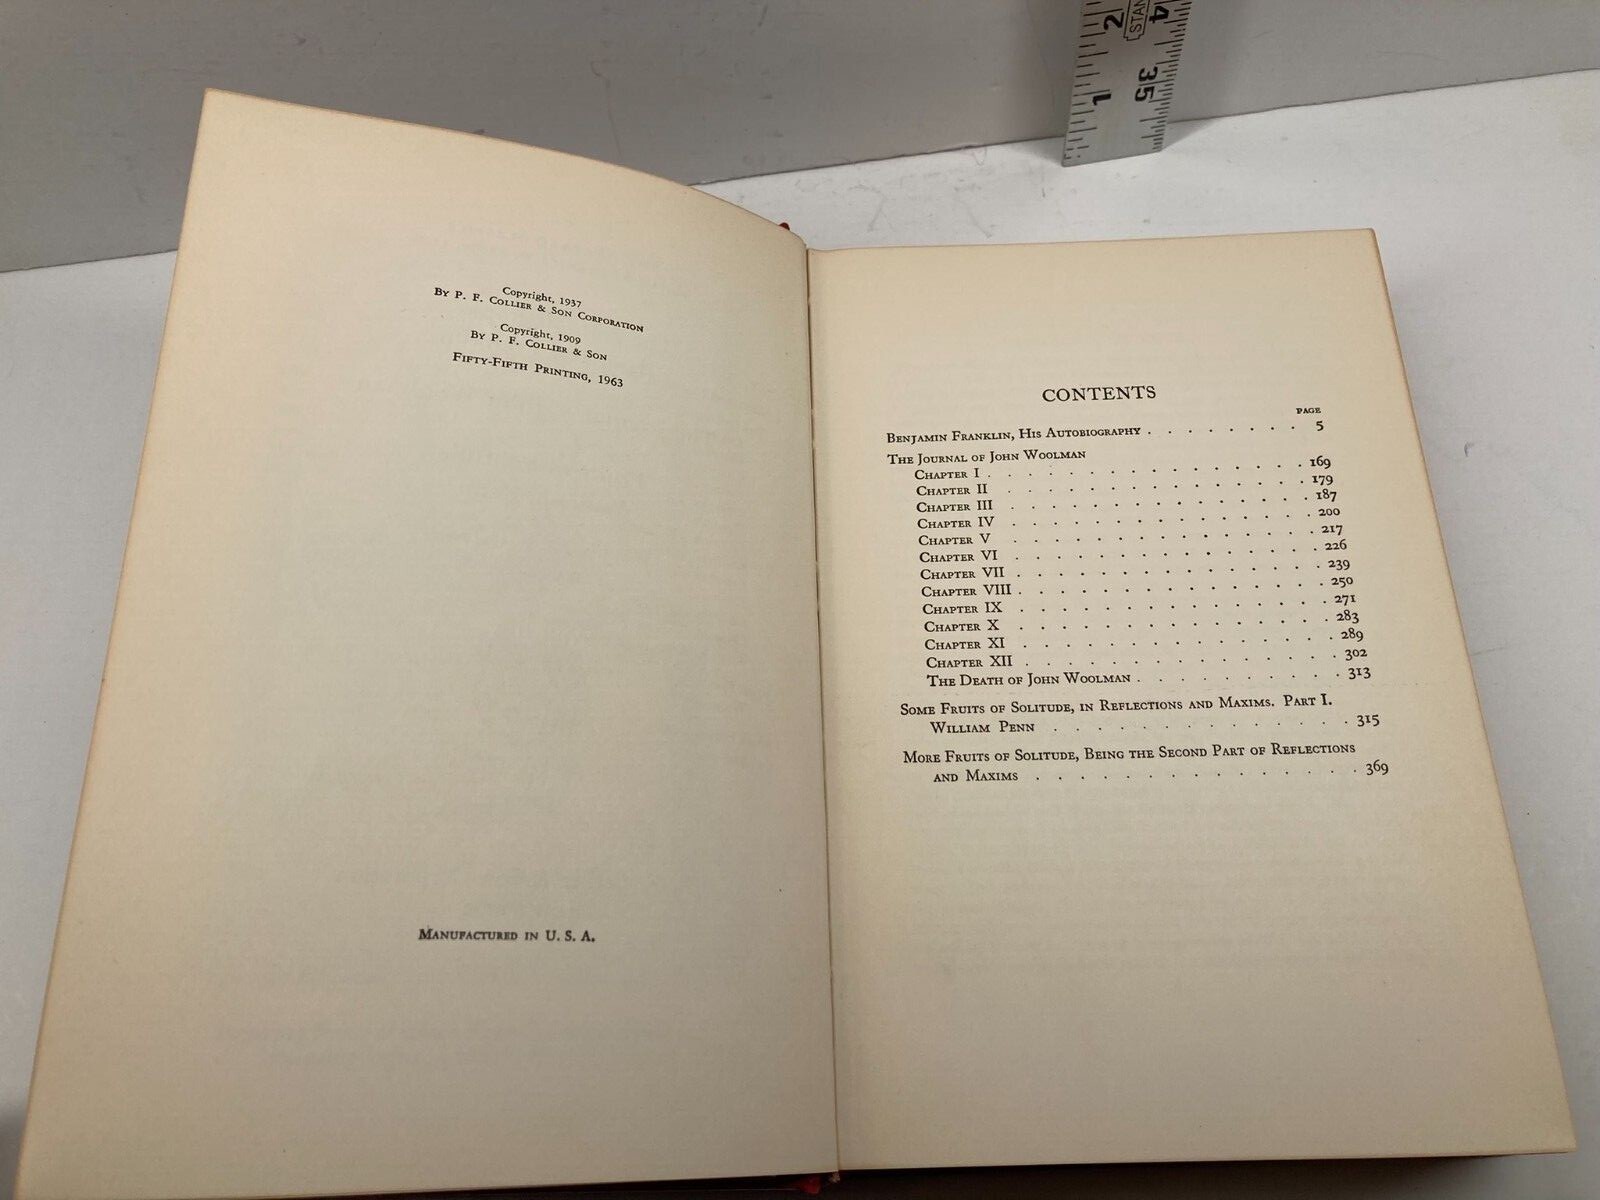 Copyright, 1937
By P. F. Collier & Son Corporation
Copyright, 1909
By P. F. Collier & Son
Fifty-Fifth Printing, 1963
Manufactured in U. S. A.
CONTENTS
PAGE
Benjamin Franklin, His Autobiography . . . . . . . . 5
The Journal of John Woolman
Chapter I . . . . . . . . . . . . . . . 169
Chapter II . . . . . . . . . . . . . . 179
Chapter III . . . . . . . . . . . . . . 187
Chapter IV . . . . . . . . . . . . . . 200
Chapter V . . . . . . . . . . . . . . 217
Chapter VI . . . . . . . . . . . . . . 226
Chapter VII . . . . . . . . . . . . . . 239
Chapter VIII . . . . . . . . . . . . . . 250
Chapter IX . . . . . . . . . . . . . . 271
Chapter X . . . . . . . . . . . . . . 283
Chapter XI . . . . . . . . . . . . . . 289
Chapter XII . . . . . . . . . . . . . . 302
The Death of John Woolman . . . . . . . . . . 313
Some Fruits of Solitude, in Reflections and Maxims. Part I.
William Penn . . . . . . . . . . . . . 315
More Fruits of Solitude, Being the Second Part of Reflections
and Maxims . . . . . . . . . . . . . . 369
2
1
STAN
34
35